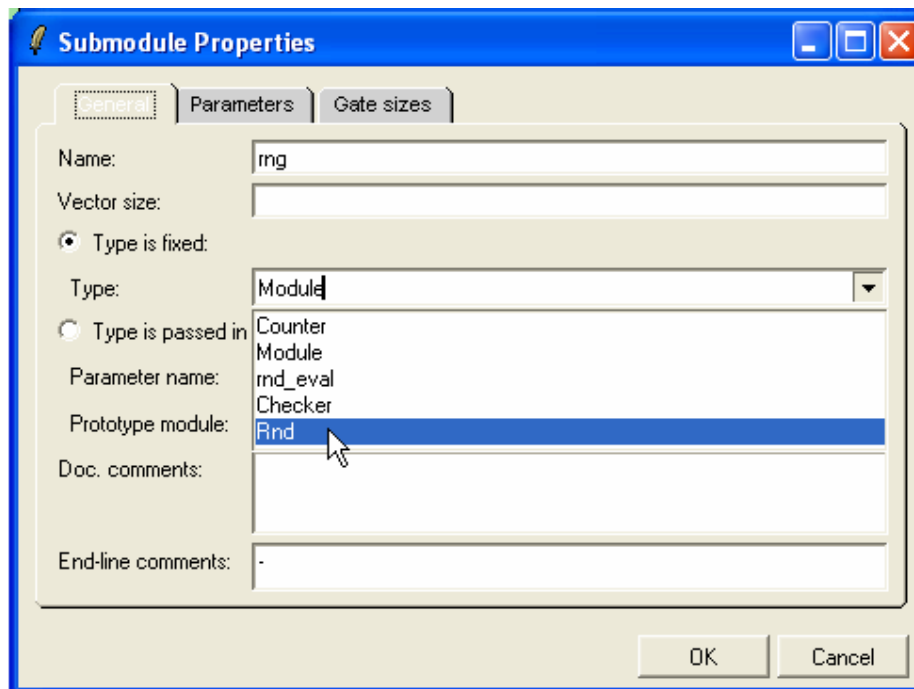 Submodule Properties
General Parameters Gate sizes
Name: rng
Vector size:
Type is fixed:
Type: Module
Type is passed in
Counter
Module
rnd_eval
Checker
Rnd
Parameter name:
Prototype module:
Doc. comments:
End-line comments: -
OK Cancel